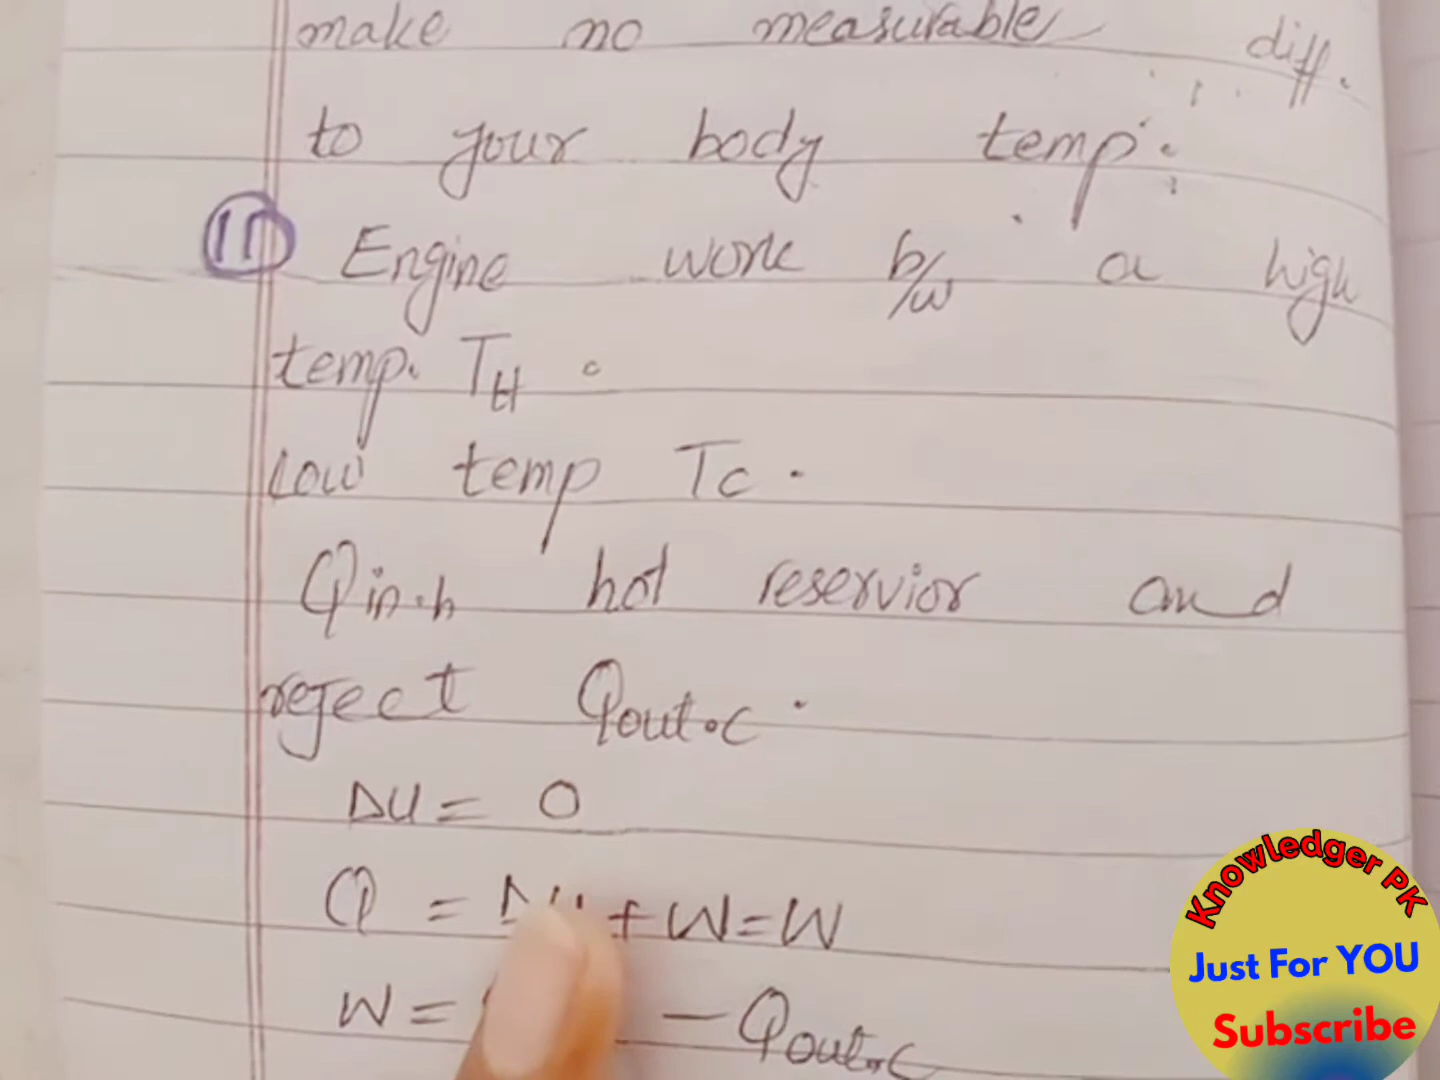 make no measurable diff.
to your body temp.
11 Engine work b/w a high
temp. TH.
Low temp Tc.
Qin.h hot reservior and
reject Qout.c.
ΔU = 0
Q = ΔU + W = W
W = - Qout.c
Knowledger PK
Just For YOU
Subscribe